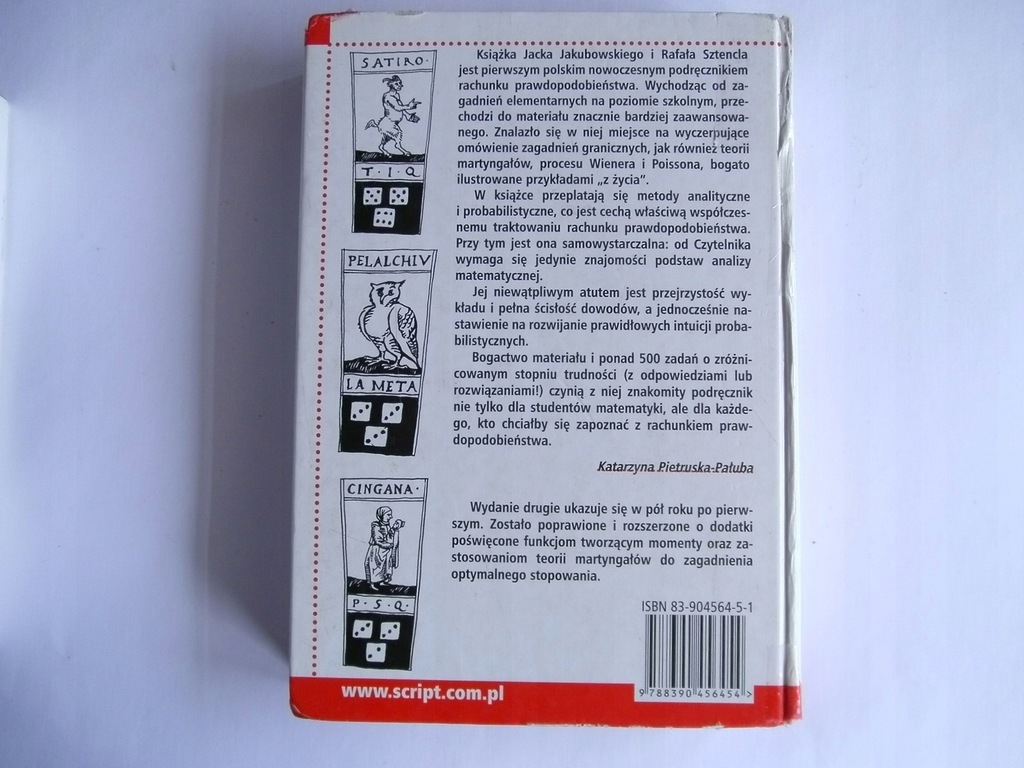 SATIRO·
T·I·Q
PELALCHIV
LA META
CINGANA·
P·S·Q·
Książka Jacka Jakubowskiego i Rafała Sztencla
jest pierwszym polskim nowoczesnym podręcznikiem
rachunku prawdopodobieństwa. Wychodząc od za-
gadnień elementarnych na poziomie szkolnym, prze-
chodzi do materiału znacznie bardziej zaawansowa-
nego. Znalazło się w niej miejsce na wyczerpujące
omówienie zagadnień granicznych, jak również teorii
martyngałów, procesu Wienera i Poissona, bogato
ilustrowane przykładami „z życia”.
W książce przeplatają się metody analityczne
i probabilistyczne, co jest cechą właściwą współczes-
nemu traktowaniu rachunku prawdopodobieństwa.
Przy tym jest ona samowystarczalna: od Czytelnika
wymaga się jedynie znajomości podstaw analizy
matematycznej.
Jej niewątpliwym atutem jest przejrzystość wy-
kładu i pełna ścisłość dowodów, a jednocześnie na-
stawienie na rozwijanie prawidłowych intuicji proba-
bilistycznych.
Bogactwo materiału i ponad 500 zadań o zróżni-
cowanym stopniu trudności (z odpowiedziami lub
rozwiązaniami!) czynią z niej znakomity podręcznik
nie tylko dla studentów matematyki, ale dla każde-
go, kto chciałby się zapoznać z rachunkiem praw-
dopodobieństwa.
Katarzyna Pietruska-Pałuba
Wydanie drugie ukazuje się w pół roku po pierw-
szym. Zostało poprawione i rozszerzone o dodatki
poświęcone funkcjom tworzącym momenty oraz za-
stosowaniom teorii martyngałów do zagadnienia
optymalnego stopowania.
ISBN 83-904564-5-1
9 788390 456454 >
www.script.com.pl